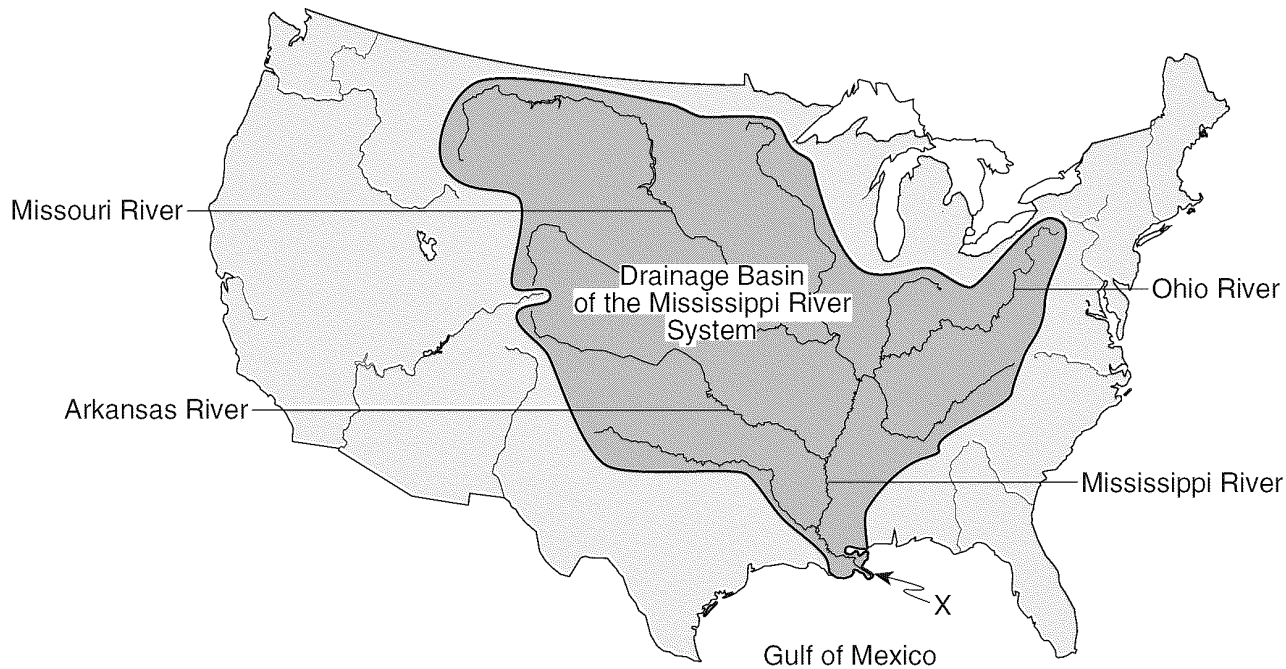 Missouri River
Drainage Basin
of the Mississippi River
System
Ohio River
Arkansas River
Mississippi River
X
Gulf of Mexico